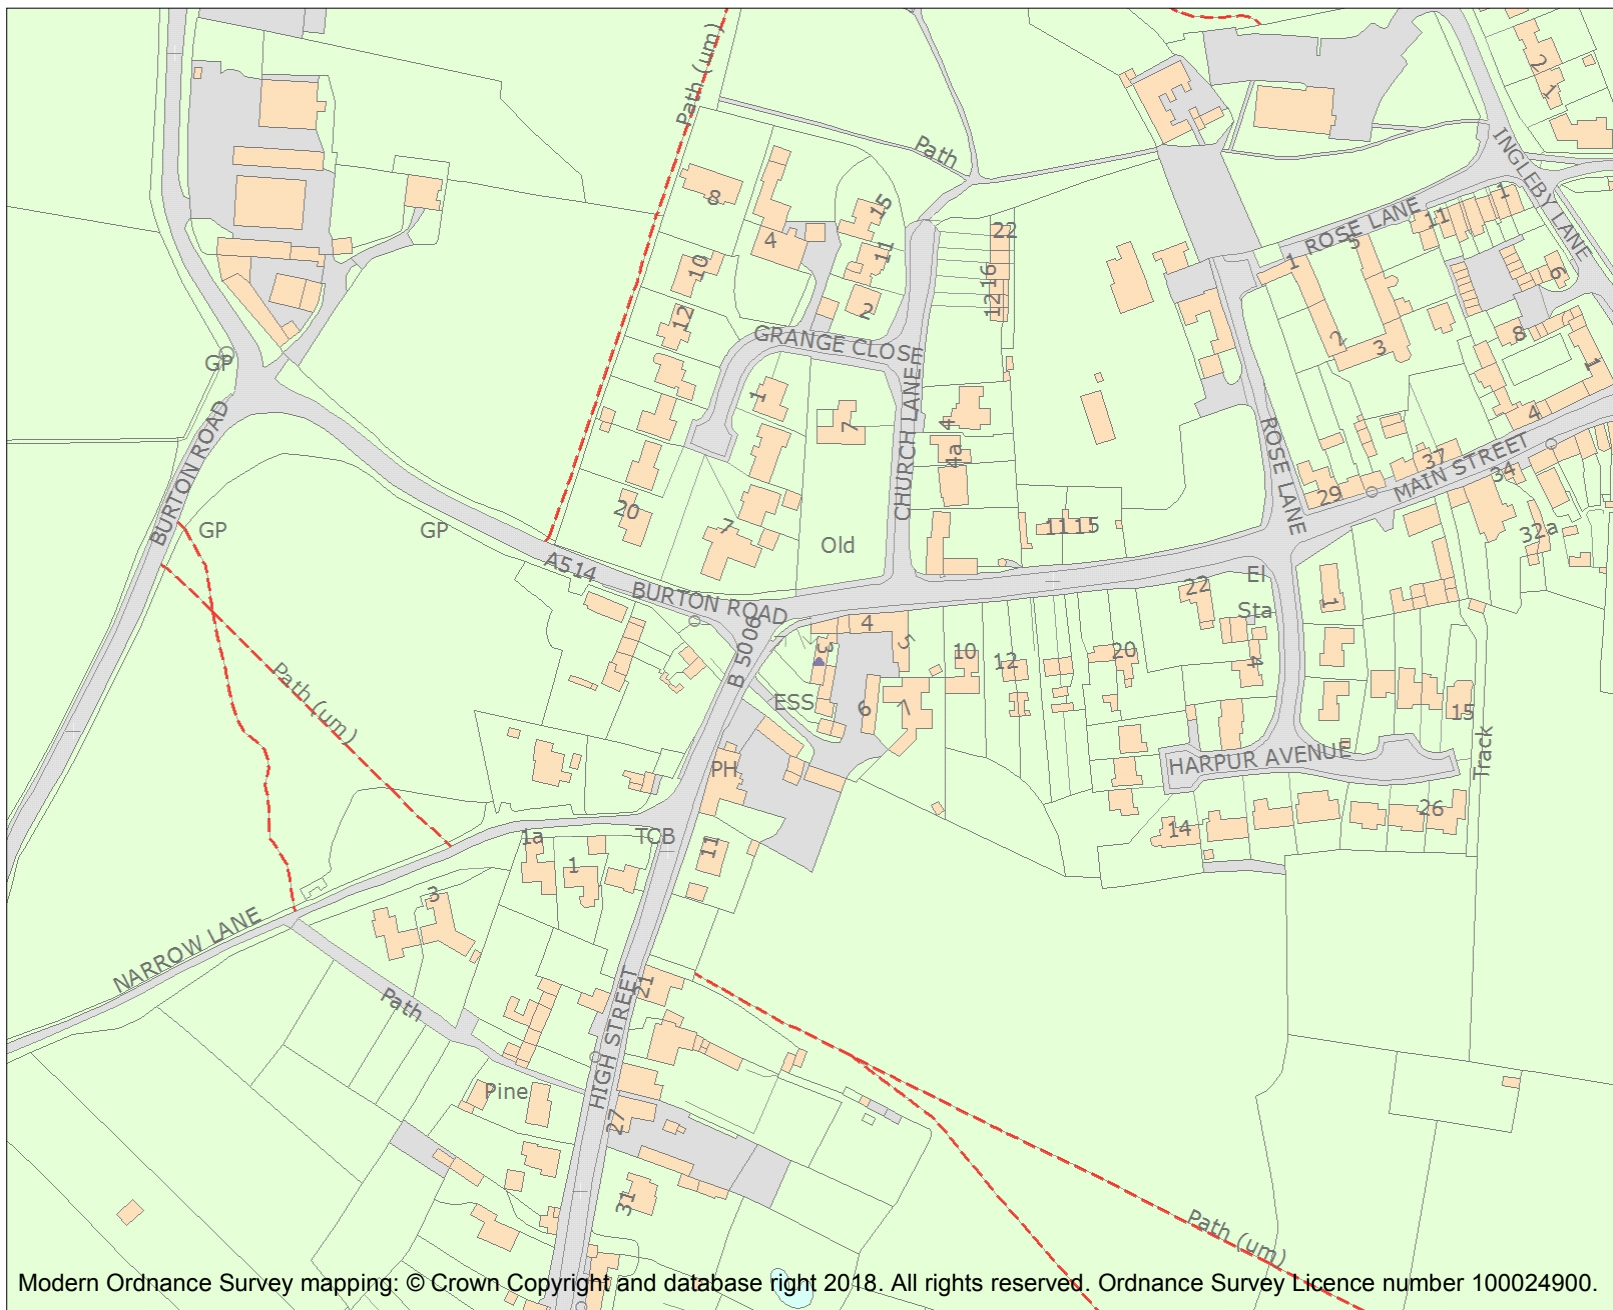 Path (um)
2
1
Path
INGLEBY LANE
8
15
4
11
22
ROSE LANE
11
1
1
5
10
16
12
6
2
12
GRANGE CLOSE
2
3
8
1
GP
BURTON ROAD
1
CHURCH LANE
7
4
4a
ROSE LANE
4
37
MAIN STREET
34
29
20
7
GP
GP
Old
11 15
32a
A514
BURTON ROAD
B 5006
4
5
3
22
El
Sta
1
10
12
20
4
Path (um)
ESS
6
7
15
Track
HARPUR AVENUE
PH
26
14
TCB
1a
1
11
3
NARROW LANE
Path
21
HIGH STREET
Pine
27
31
Path (um)
Modern Ordnance Survey mapping: © Crown Copyright and database right 2018. All rights reserved. Ordnance Survey Licence number 100024900.